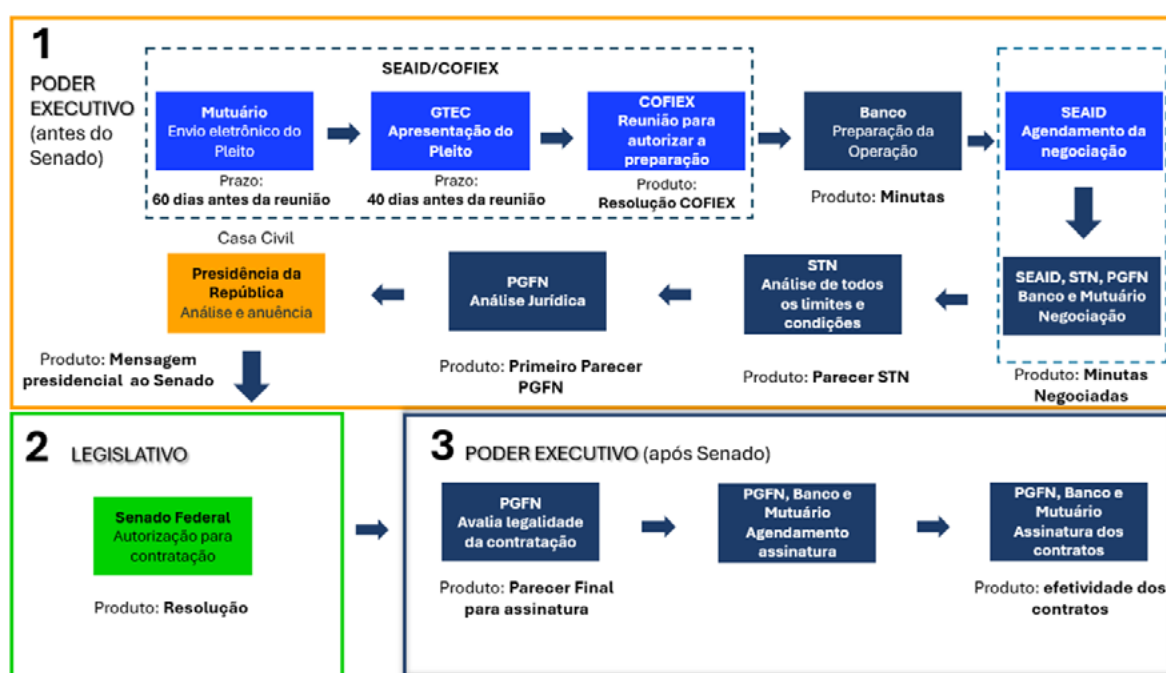 1
PODER
EXECUTIVO
(antes do
Senado)
SEAID/COFIEX
Mutuário
Envio eletrônico do
Pleito
Prazo:
60 dias antes da reunião
GTEC
Apresentação do
Pleito
Prazo:
40 dias antes da reunião
COFIEX
Reunião para
autorizar a
preparação
Produto:
Resolução COFIEX
Banco
Preparação da
Operação
Produto: Minutas
SEAID
Agendamento da
negociação
SEAID, STN, PGFN
Banco e Mutuário
Negociação
Produto: Minutas
Negociadas
STN
Análise de todos
os limites e
condições
Produto: Parecer STN
PGFN
Análise Jurídica
Produto: Primeiro Parecer
PGFN
Casa Civil
Presidência da
República
Análise e anuência
Produto: Mensagem
presidencial ao Senado
2 LEGISLATIVO
Senado Federal
Autorização para
contratação
Produto: Resolução
3 PODER EXECUTIVO (após Senado)
PGFN
Avalia legalidade
da contratação
Produto: Parecer Final
para assinatura
PGFN, Banco e
Mutuário
Agendamento
assinatura
PGFN, Banco e
Mutuário
Assinatura dos
contratos
Produto: efetividade dos
contratos